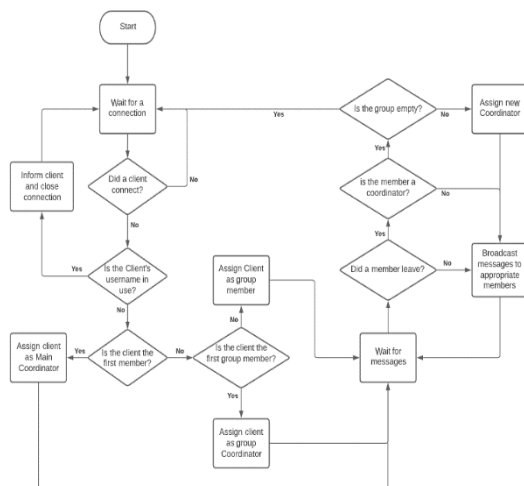 Start
Wait for a
connection
Is the group empty?
Assign new
Coordinator
Yes
No
Inform client
and close
connection
Did a client
connect?
No
Yes
is the member a
coordinator?
No
No
Yes
Is the Client's
username in
use?
Yes
Assign Client
as group
member
Did a member leave?
No
Broadcast
messages to
appropriate
members
No
No
Assign client
as Main
Coordinator
Yes
Is the client the
first member?
No
Is the client the
first group member?
Wait for
messages
Yes
Assign client
as group
Coordinator